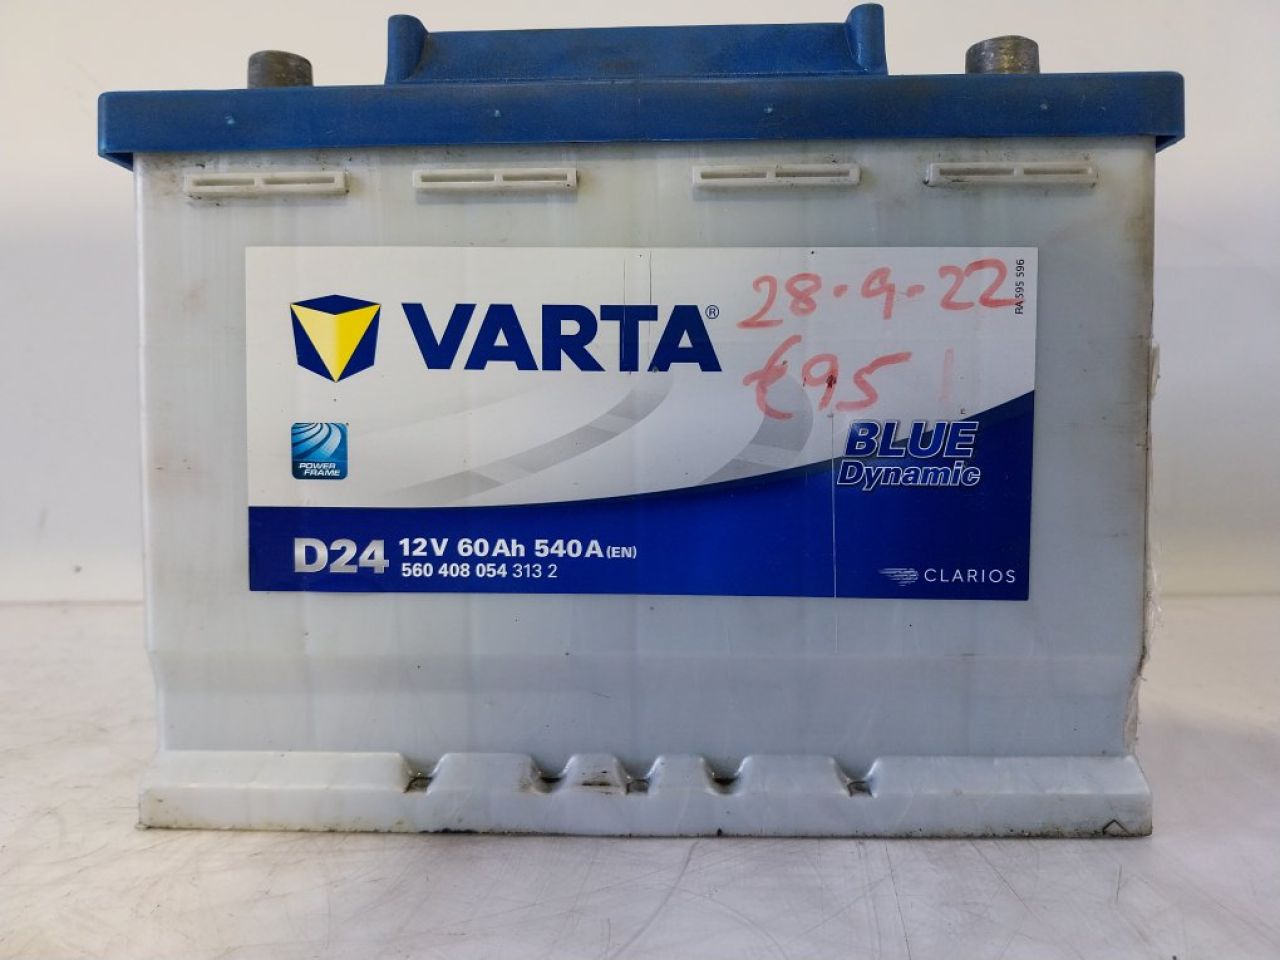 VARTA®
28.9.22
€95
RA 595 596
POWER
FRAME
E
BLUE
Dynamic
D24
12V 60Ah 540A (EN)
560 408 054 313 2
CLARIOS